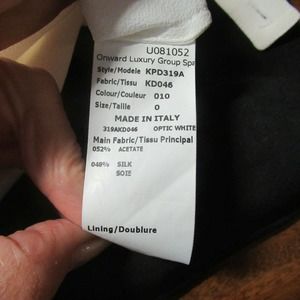 U081052
Onward Luxury Group Spa
Style/Modele KPD319A
Fabric/Tissu KD046
Colour/Couleur 010
Size/Taille 0
MADE IN ITALY
319AKD046 OPTIC WHITE
Main Fabric/Tissu Principal
052% ACETATE
048% SILK
SOIE
Lining/Doublure